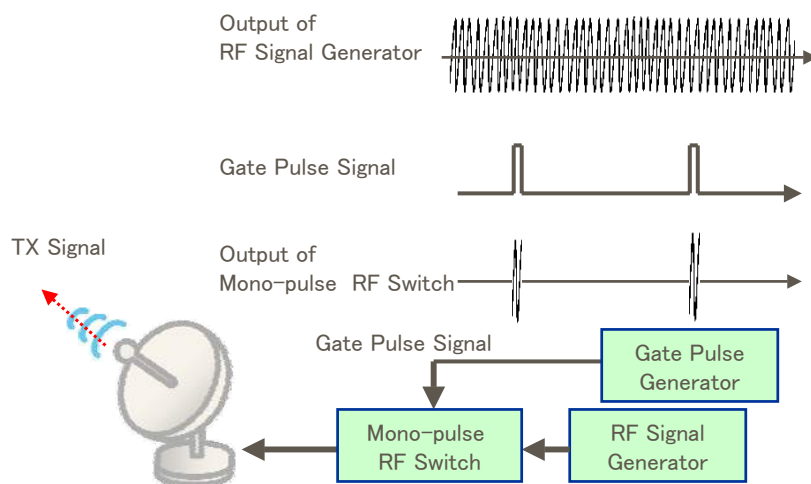 Output of
RF Signal Generator
Gate Pulse Signal
TX Signal
Output of
Mono-pulse RF Switch
Gate Pulse Signal
Gate Pulse
Generator
Mono-pulse
RF Switch
RF Signal
Generator